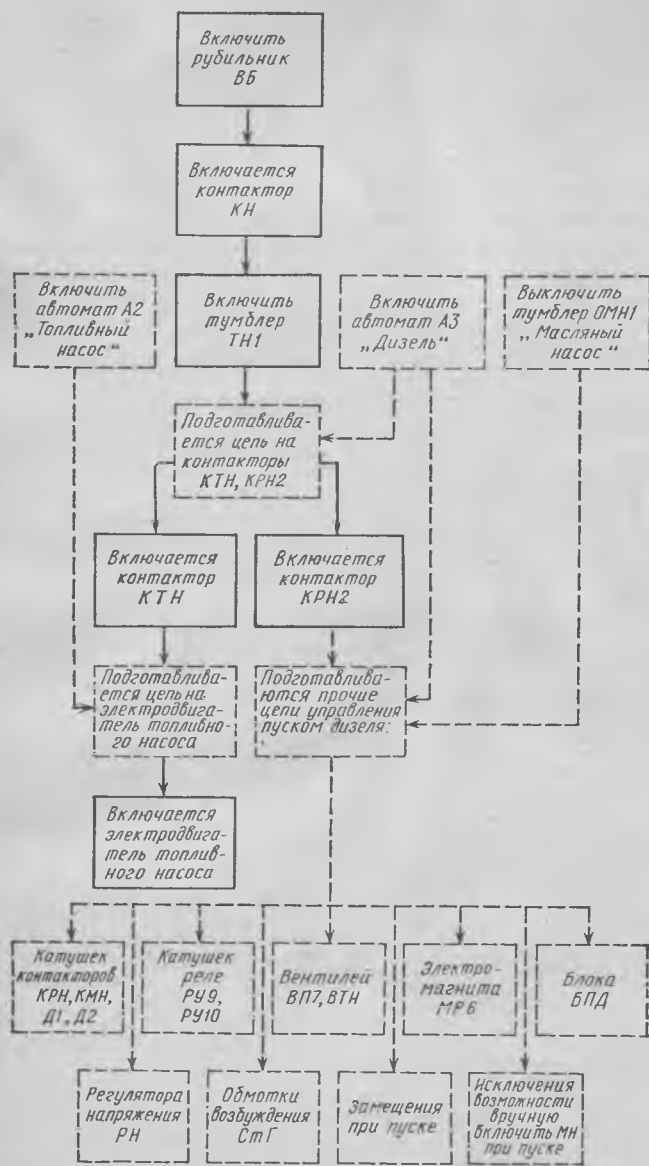 Включить
рубильник
ВБ
Включается
контактор
КН
Включить
автомат А2
„Топливный
насос“
Включить
тумблер
ТН1
Включить
автомат А3
„Дизель“
Выключить
тумблер ОМН1
„Масляный
насос“
Подготавлива-
ется цепь на
контакторы
КТН, КРН2
Включается
контактор
КТН
Включается
контактор
КРН2
Подготавлива-
ется цепь на
электродвига-
тель топливно-
го насоса
Подготавлива-
ются прочие
цепи управления
пуском дизеля:
Включается
электродвига-
тель топлив-
ного насоса
Катушек
контакторов
КРН, КМН,
Д1, Д2
Катушек
реле
РУ9,
РУ10
Вентилей
ВП7, ВТН
Электро-
магнита
МР6
Блока
БПД
Регулятора
напряжения
РН
Обмотки
возбуждения
СтГ
Замещения
при пуске
Исключения
возможности
вручную
включить МН
при пуске